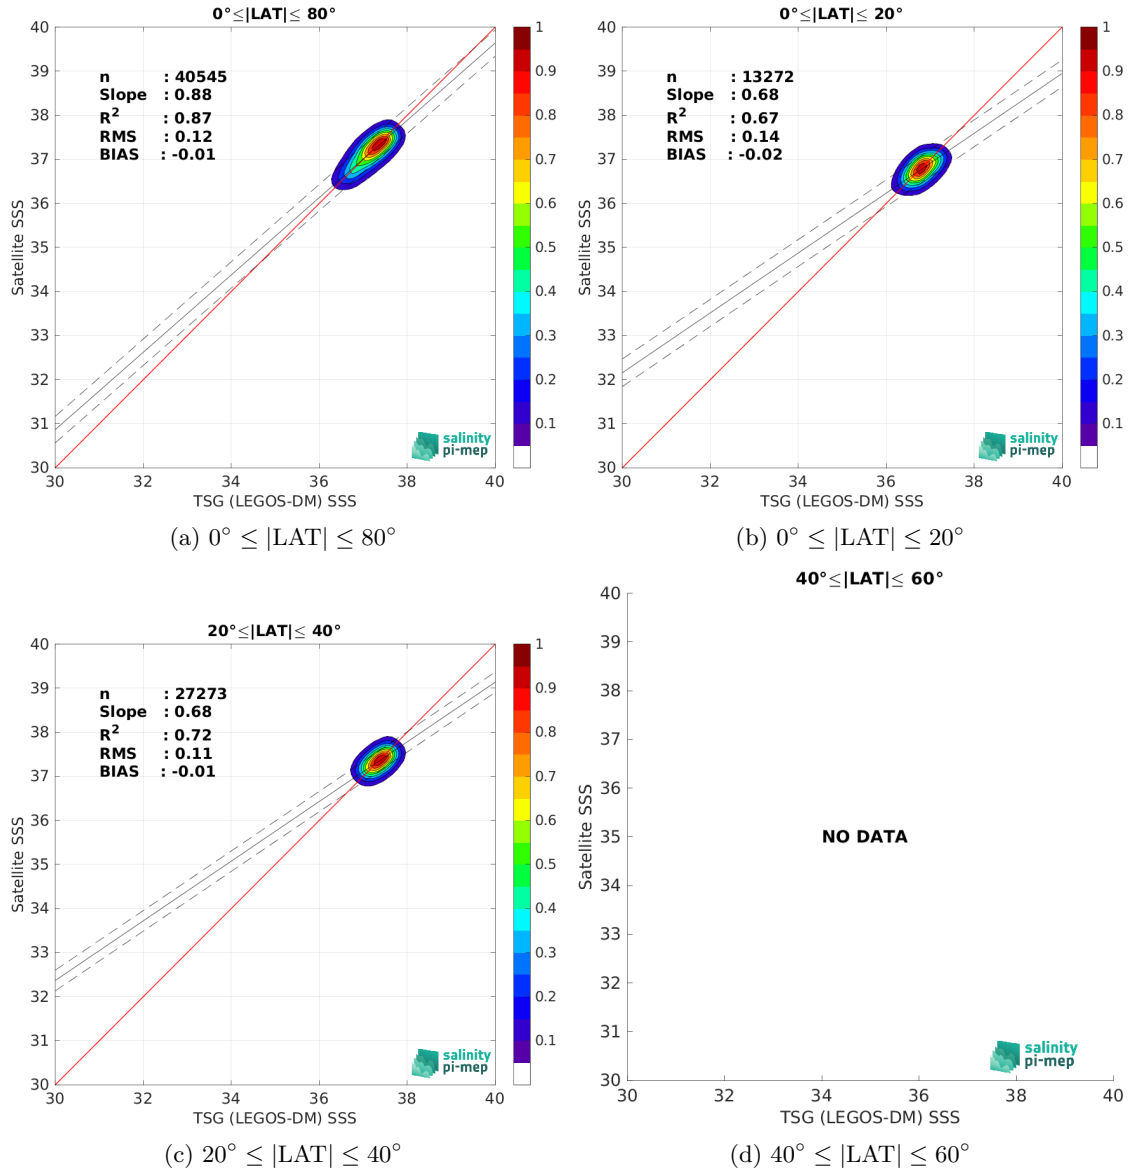 0°≤|LAT|≤ 80°
40
39
38
37
36
35
34
33
32
31
30
30 32 34 36 38 40
Satellite SSS
TSG (LEGOS-DM) SSS
n : 40545
Slope : 0.88
R² : 0.87
RMS : 0.12
BIAS : -0.01
salinity
pi-mep
1
0.9
0.8
0.7
0.6
0.5
0.4
0.3
0.2
0.1
(a) 0° ≤ |LAT| ≤ 80°
0°≤|LAT|≤ 20°
40
39
38
37
36
35
34
33
32
31
30
30 32 34 36 38 40
Satellite SSS
TSG (LEGOS-DM) SSS
n : 13272
Slope : 0.68
R² : 0.67
RMS : 0.14
BIAS : -0.02
salinity
pi-mep
1
0.9
0.8
0.7
0.6
0.5
0.4
0.3
0.2
0.1
(b) 0° ≤ |LAT| ≤ 20°
20°≤|LAT|≤ 40°
40
39
38
37
36
35
34
33
32
31
30
30 32 34 36 38 40
Satellite SSS
TSG (LEGOS-DM) SSS
n : 27273
Slope : 0.68
R² : 0.72
RMS : 0.11
BIAS : -0.01
salinity
pi-mep
1
0.9
0.8
0.7
0.6
0.5
0.4
0.3
0.2
0.1
(c) 20° ≤ |LAT| ≤ 40°
40°≤|LAT|≤ 60°
40
39
38
37
36
35
34
33
32
31
30
30 32 34 36 38 40
Satellite SSS
TSG (LEGOS-DM) SSS
NO DATA
salinity
pi-mep
(d) 40° ≤ |LAT| ≤ 60°